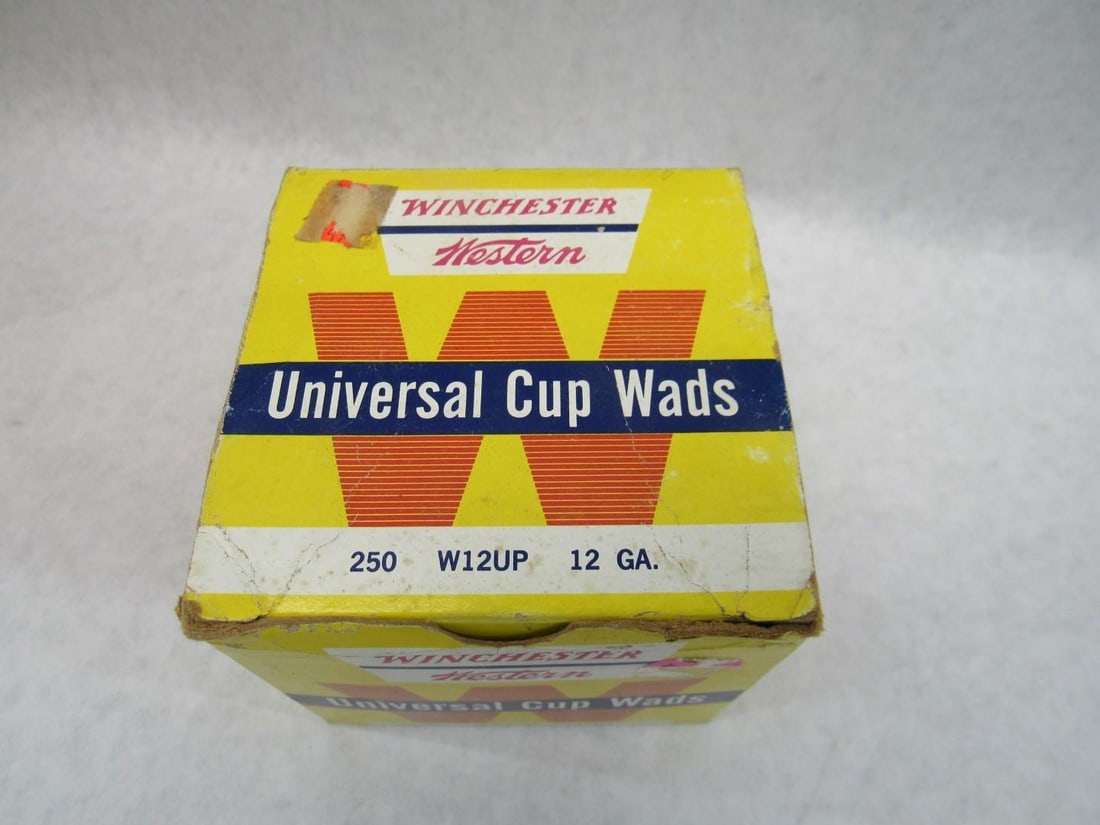 WINCHESTER
Western
Universal Cup Wads
250 W12UP 12 GA.
WINCHESTER
Western
Universal Cup Wads